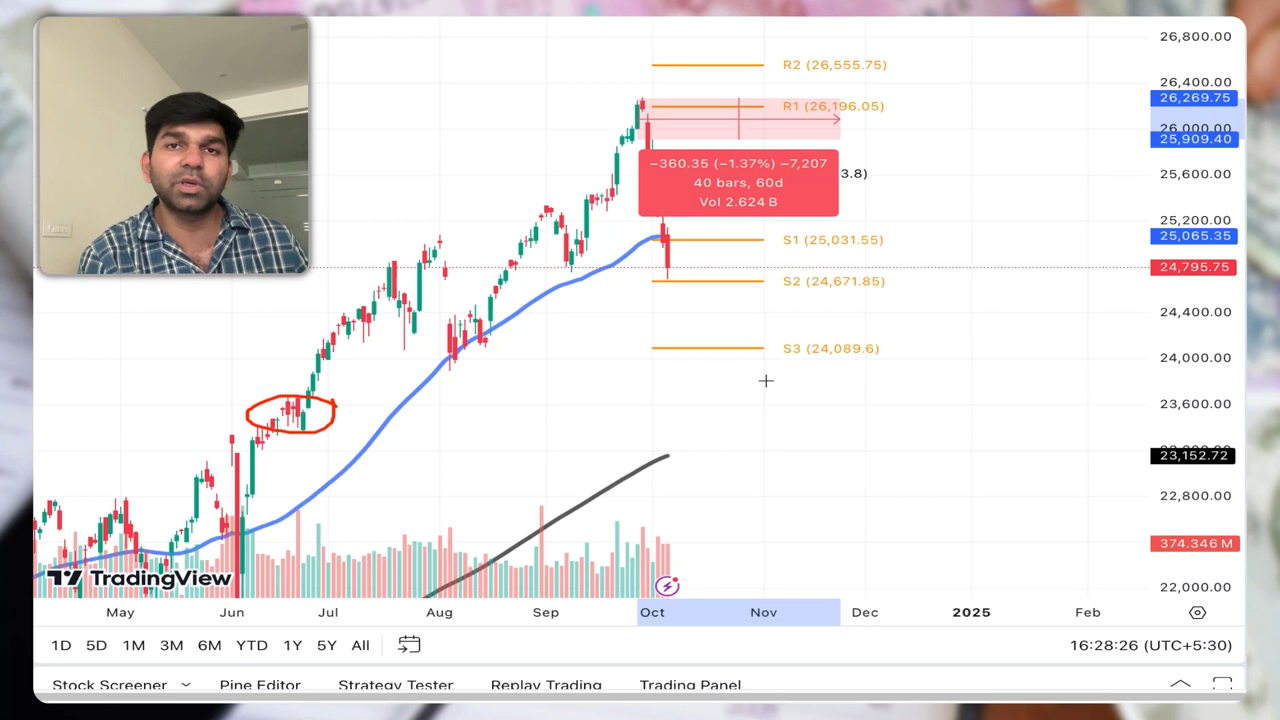 26,800.00
R2 (26,555.75)
26,400.00
26,269.75
R1 (26,196.05)
26,000.00
25,909.40
−360.35 (−1.37%) −7,207
3.8)
25,600.00
40 bars, 60d
Vol 2.624 B
25,200.00
S1 (25,031.55)
25,065.35
24,795.75
S2 (24,671.85)
24,400.00
S3 (24,089.6)
24,000.00
23,600.00
23,152.72
22,800.00
374.346 M
TradingView
22,000.00
May Jun Jul Aug Sep Oct Nov Dec 2025 Feb
1D 5D 1M 3M 6M YTD 1Y 5Y All 16:28:26 (UTC+5:30)
Stock Screener Pine Editor Strategy Tester Replay Trading Trading Panel